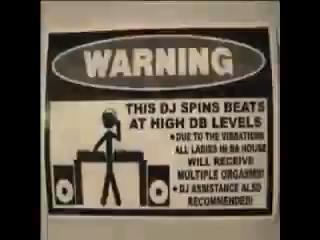 WARNING
THIS DJ SPINS BEATS
AT HIGH DB LEVELS
• DUE TO THE VIBRATIONS
ALL LADIES IN DA HOUSE
WILL RECEIVE
MULTIPLE ORGASMS!
• DJ ASSISTANCE ALSO
RECOMMENDED!